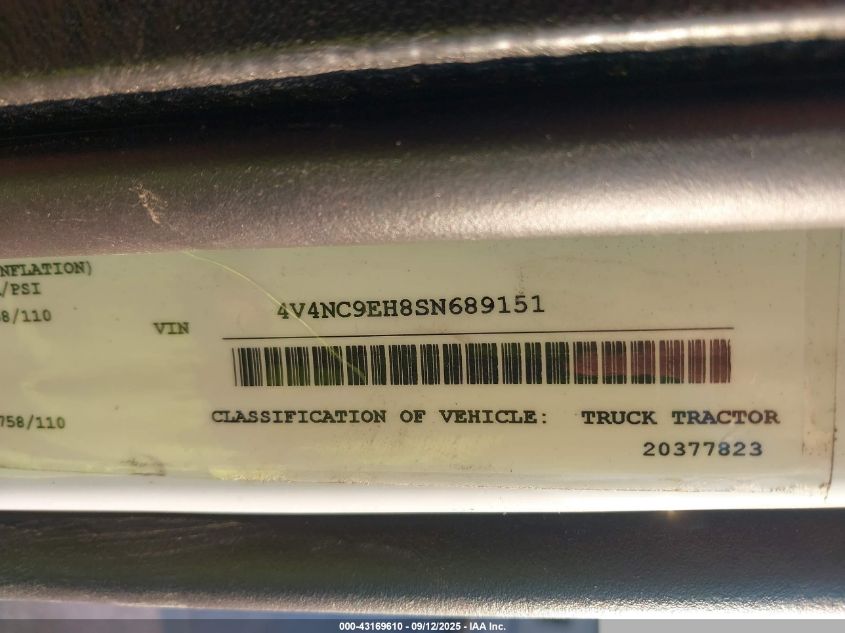 NFLATION)
/PSI
8/110
4V4NC9EH8SN689151
VIN
CLASSIFICATION OF VEHICLE: TRUCK TRACTOR
758/110
20377823
000-43169610 - 09/12/2025 - IAA Inc.